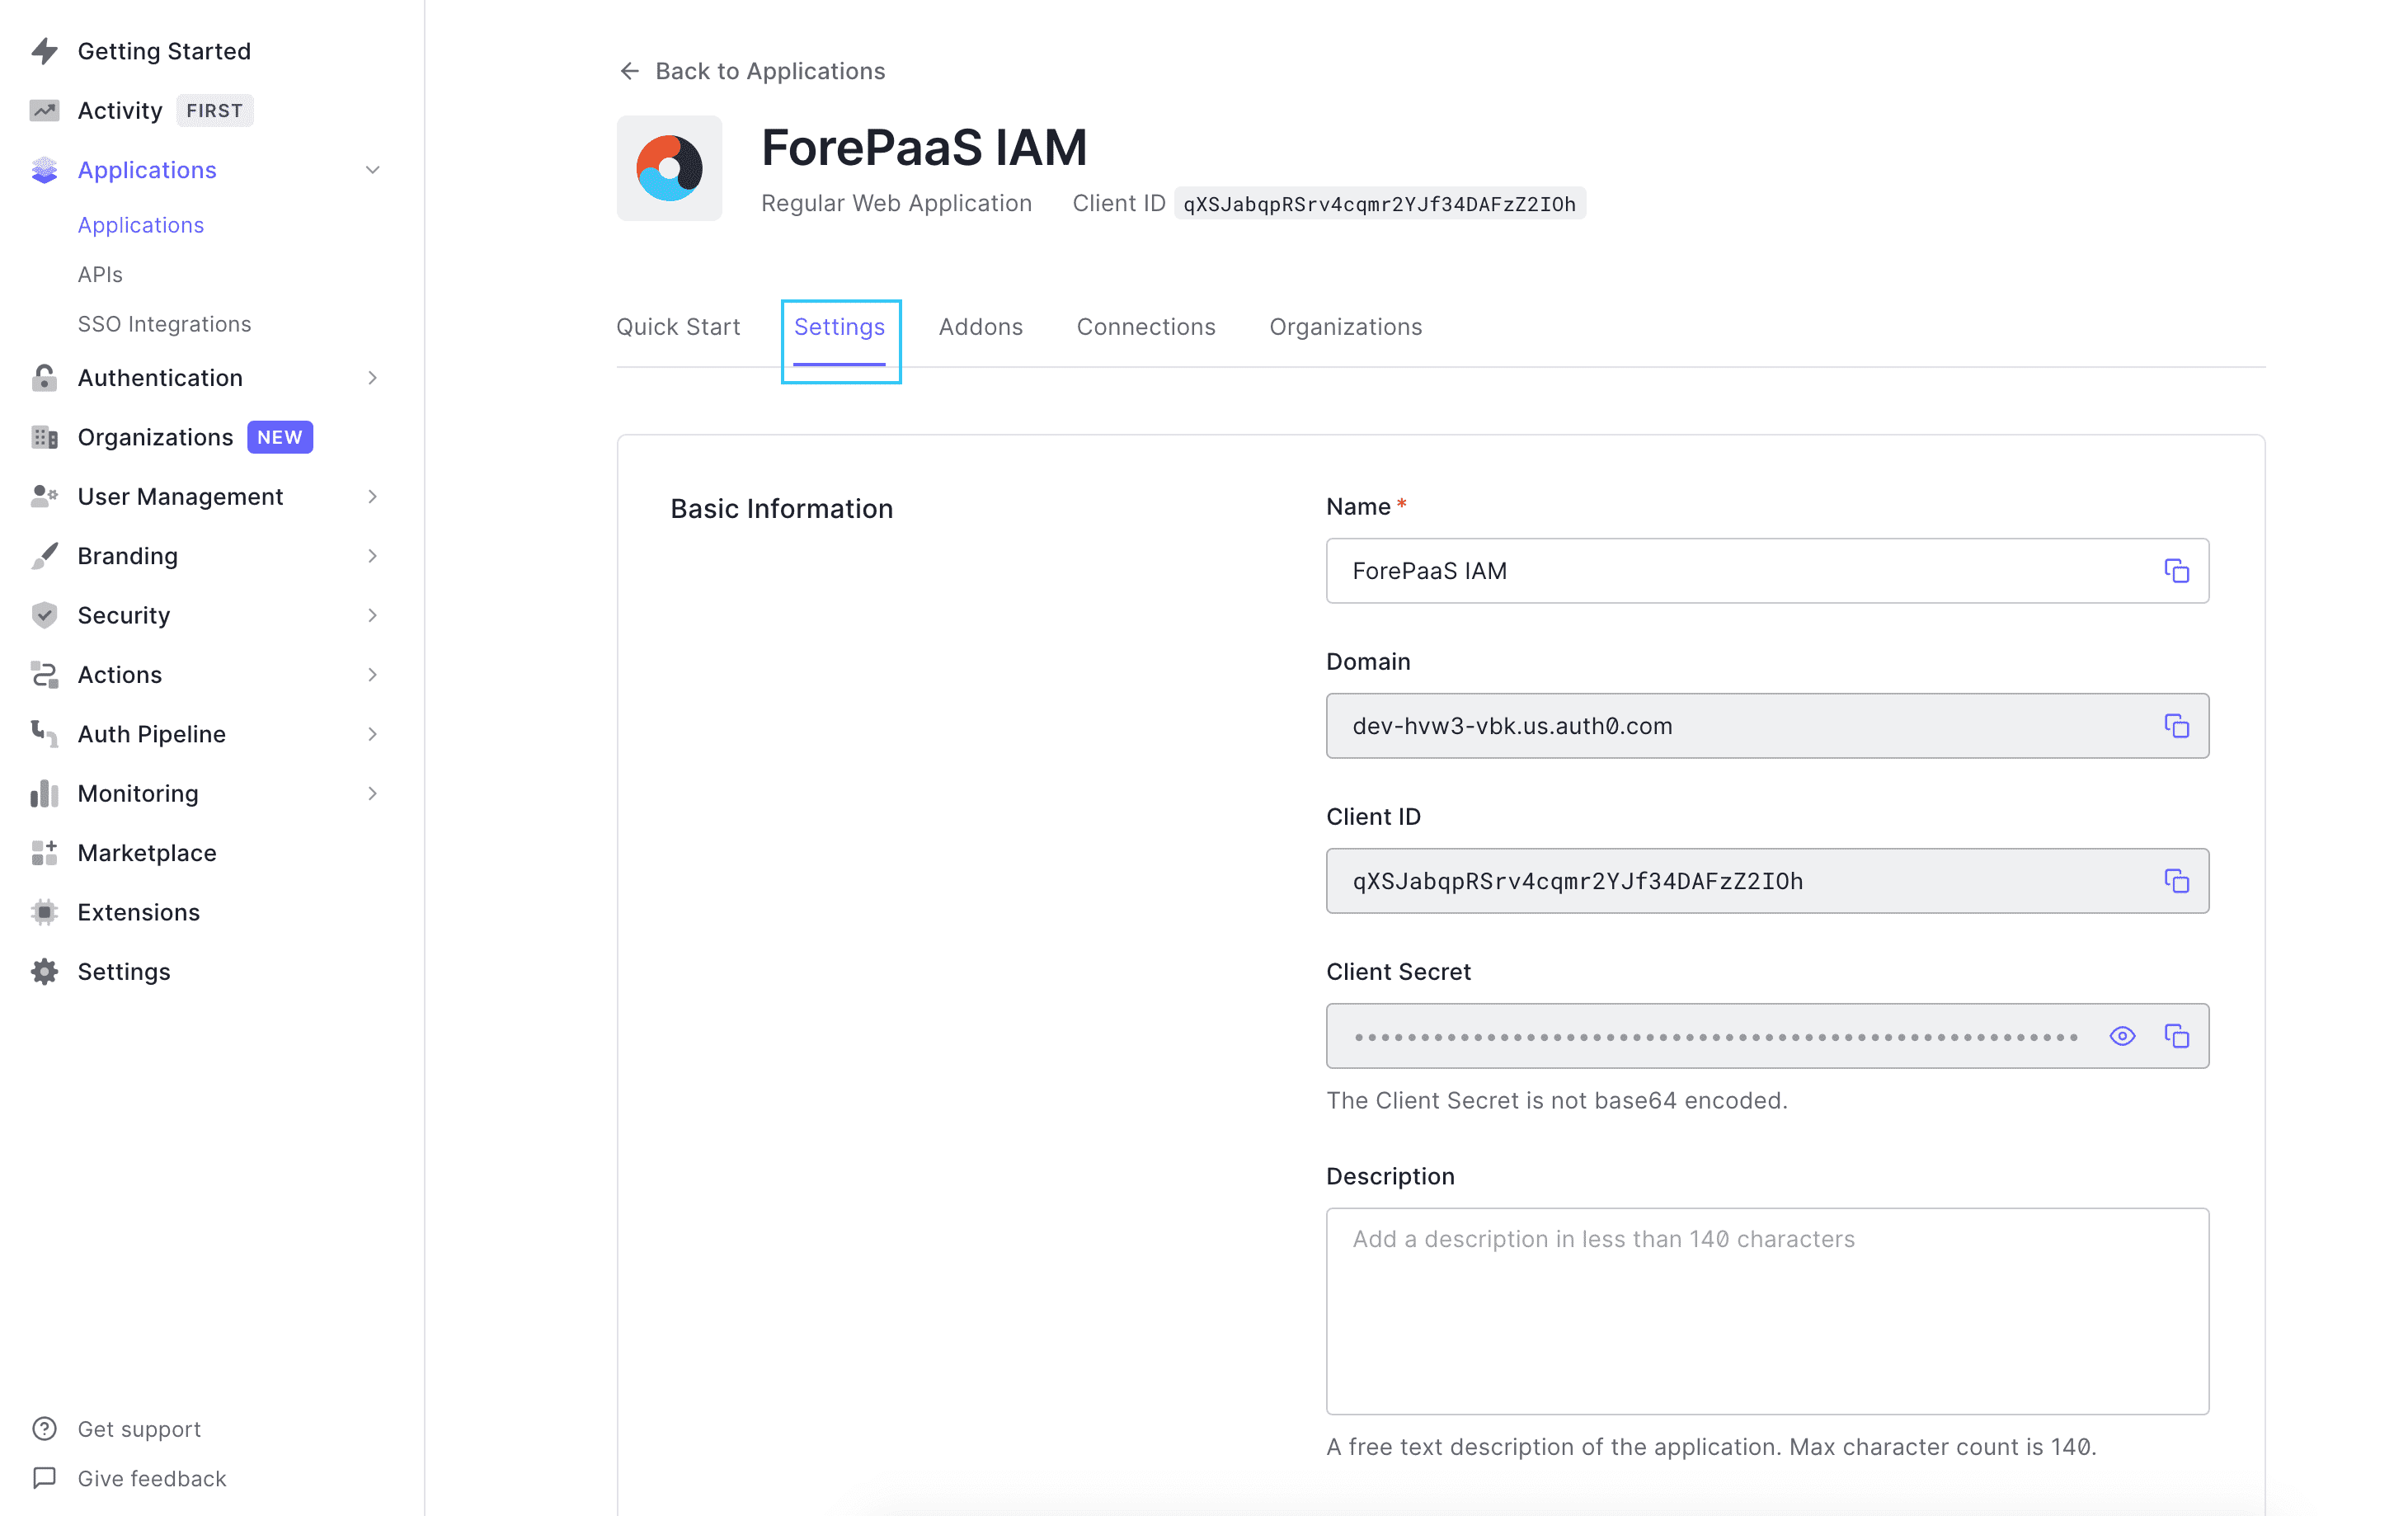 Getting Started
Activity FIRST
Applications
Applications
APIs
SSO Integrations
Authentication
Organizations NEW
User Management
Branding
Security
Actions
Auth Pipeline
Monitoring
Marketplace
Extensions
Settings
Get support
Give feedback
Back to Applications
ForePaaS IAM
Regular Web Application Client ID qXSJabqpRSrv4cqmr2YJf34DAFzZ2IOh
Quick Start Settings Addons Connections Organizations
Basic Information
Name *
ForePaaS IAM
Domain
dev-hvw3-vbk.us.auth0.com
Client ID
qXSJabqpRSrv4cqmr2YJf34DAFzZ2IOh
Client Secret
The Client Secret is not base64 encoded.
Description
Add a description in less than 140 characters
A free text description of the application. Max character count is 140.